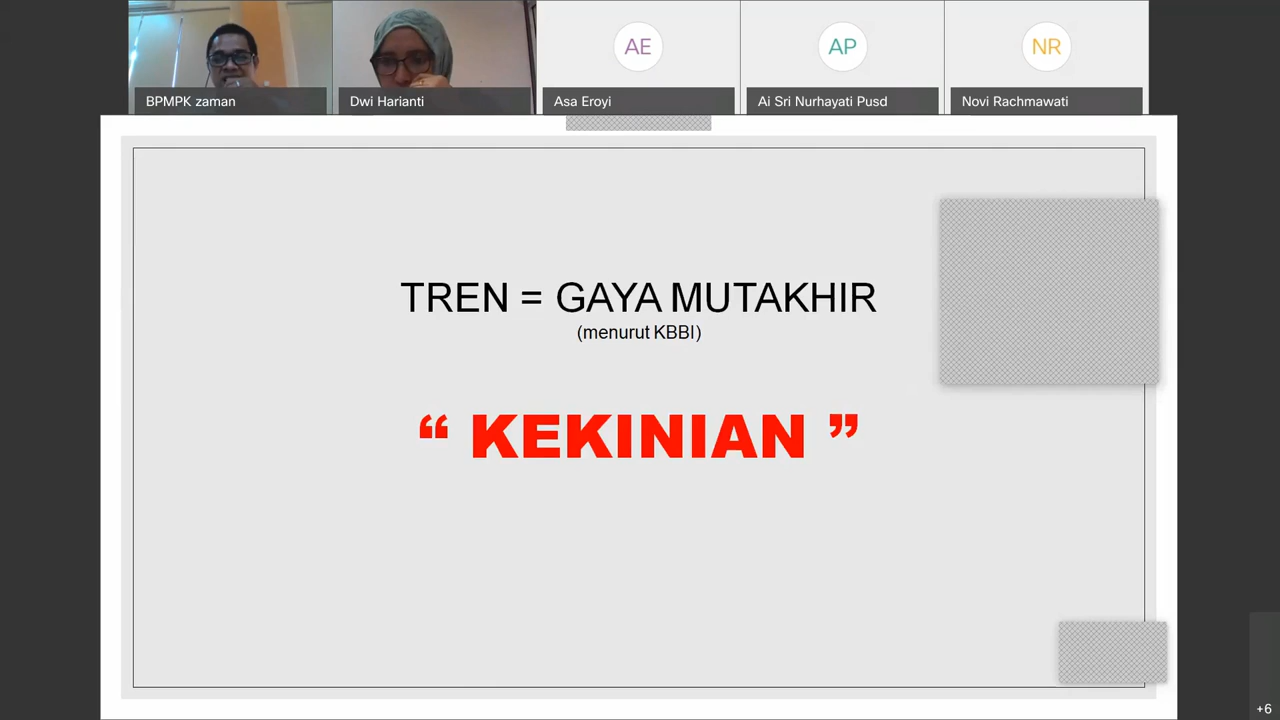 AE
AP
NR
BPMPK zaman
Dwi Harianti
Asa Eroyi
Ai Sri Nurhayati Pusd
Novi Rachmawati
TREN = GAYA MUTAKHIR
(menurut KBBI)
“ KEKINIAN ”
+6